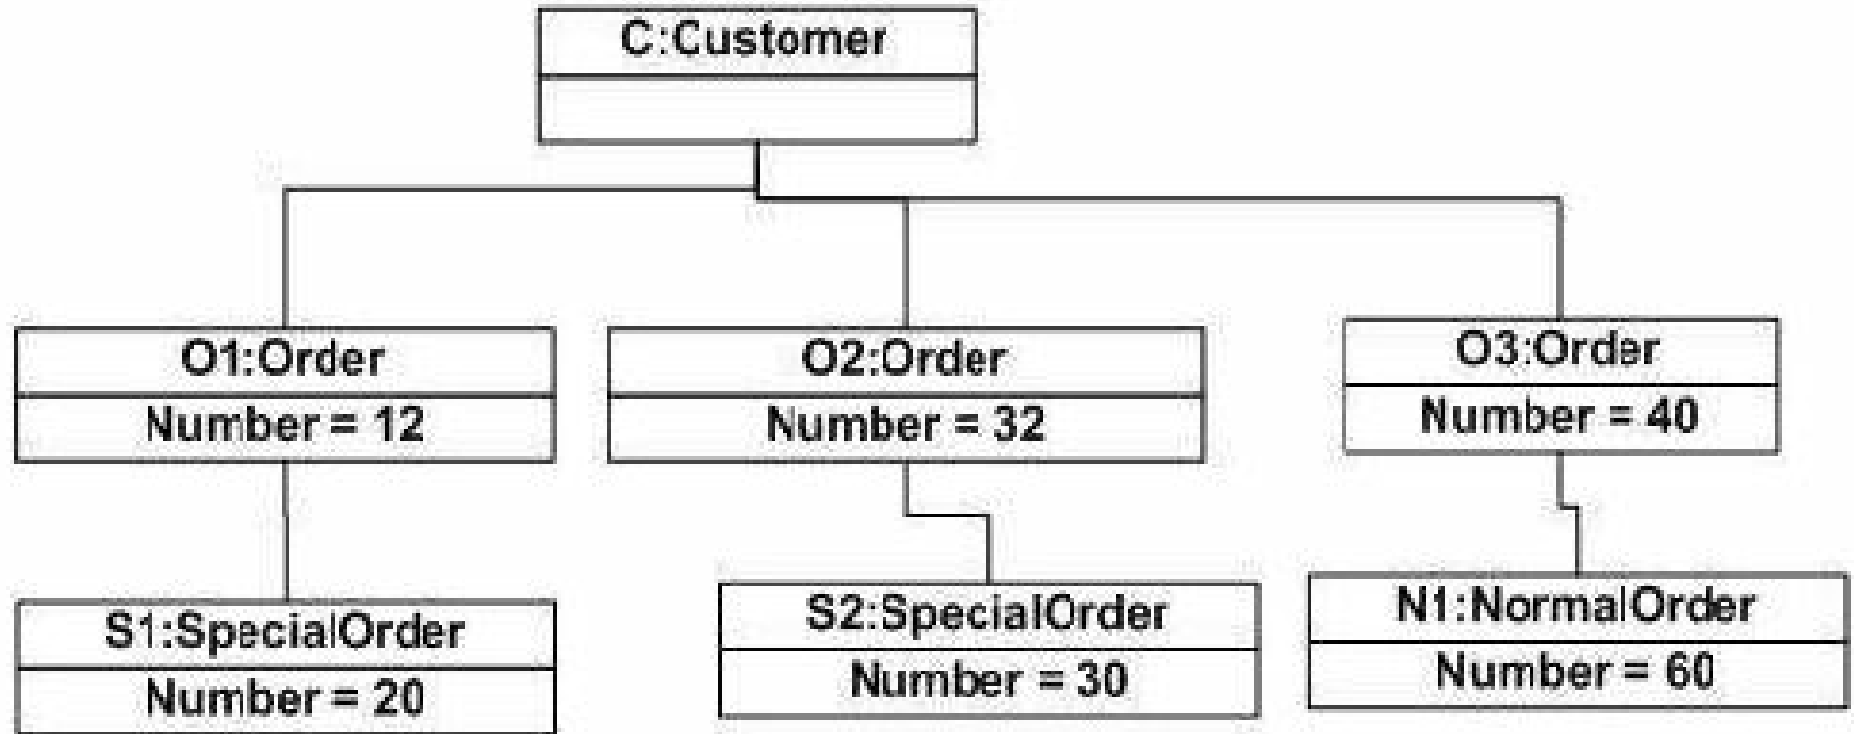 C:Customer
O1:Order
Number = 12
O2:Order
Number = 32
O3:Order
Number = 40
S1:SpecialOrder
Number = 20
S2:SpecialOrder
Number = 30
N1:NormalOrder
Number = 60